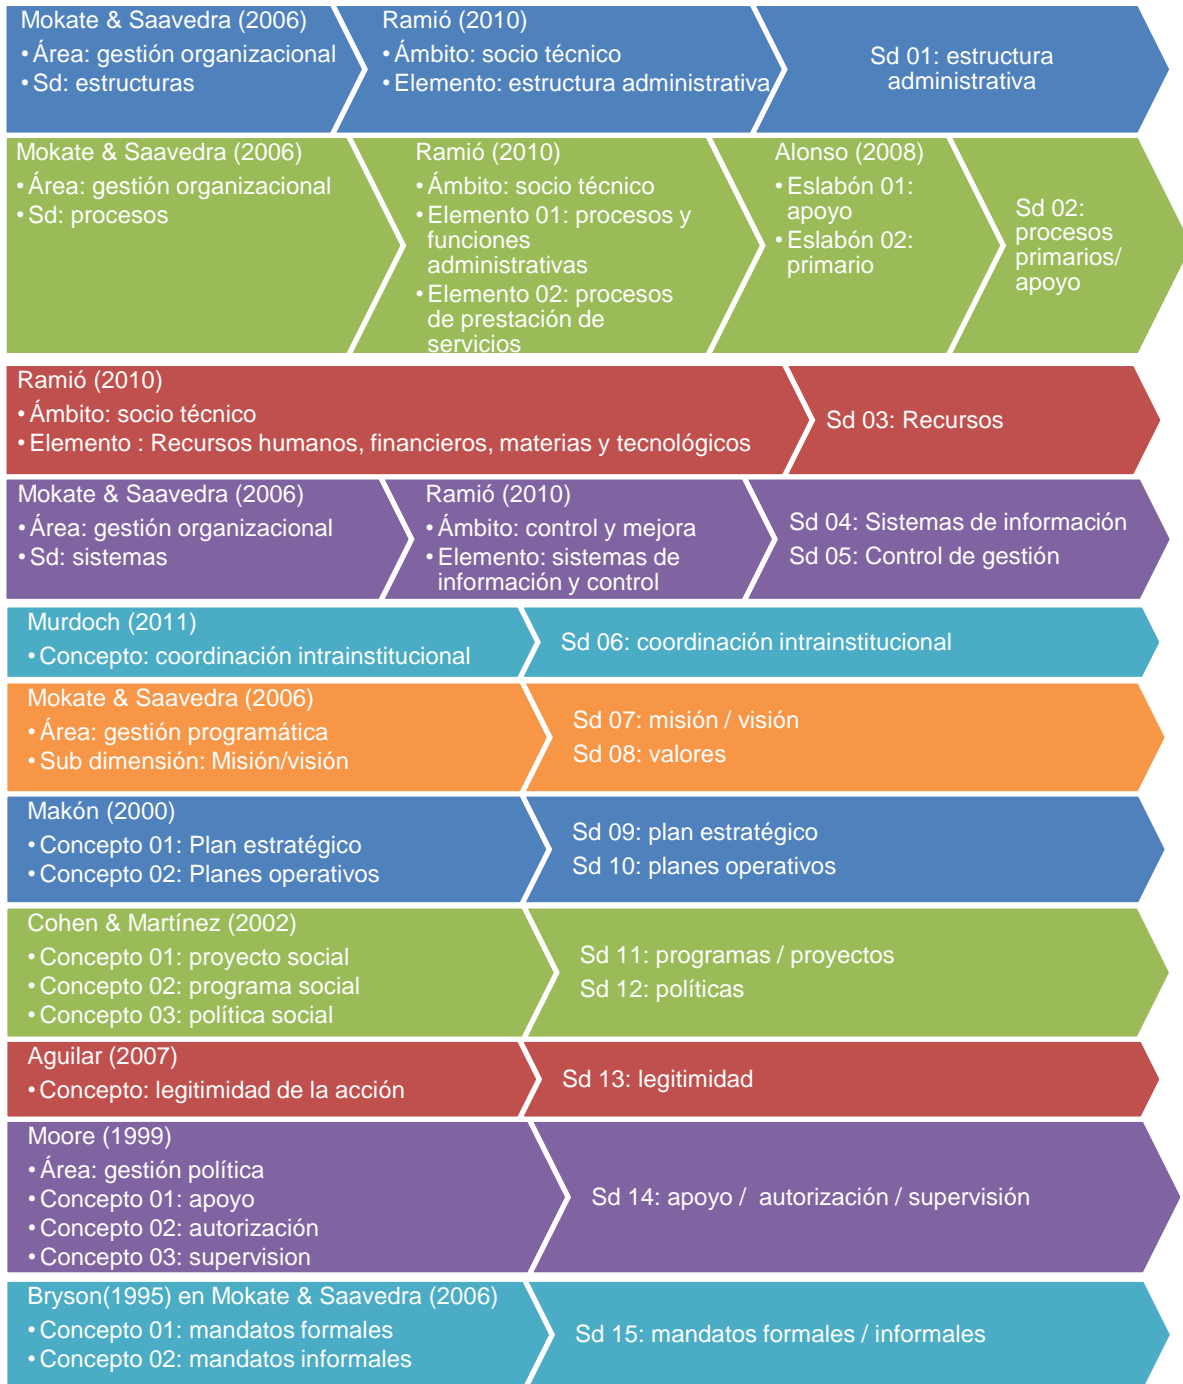 Mokate & Saavedra (2006)
• Área: gestión organizacional
• Sd: estructuras
Ramió (2010)
• Ámbito: socio técnico
• Elemento: estructura administrativa
Sd 01: estructura
administrativa
Mokate & Saavedra (2006)
• Área: gestión organizacional
• Sd: procesos
Ramió (2010)
• Ámbito: socio técnico
• Elemento 01: procesos y
funciones
administrativas
• Elemento 02: procesos
de prestación de
servicios
Alonso (2008)
• Eslabón 01:
apoyo
• Eslabón 02:
primario
Sd 02:
procesos
primarios/
apoyo
Ramió (2010)
• Ámbito: socio técnico
• Elemento : Recursos humanos, financieros, materias y tecnológicos
Sd 03: Recursos
Mokate & Saavedra (2006)
• Área: gestión organizacional
• Sd: sistemas
Ramió (2010)
• Ámbito: control y mejora
• Elemento: sistemas de
información y control
Sd 04: Sistemas de información
Sd 05: Control de gestión
Murdoch (2011)
• Concepto: coordinación intrainstitucional
Sd 06: coordinación intrainstitucional
Mokate & Saavedra (2006)
• Área: gestión programática
• Sub dimensión: Misión/visión
Sd 07: misión / visión
Sd 08: valores
Makón (2000)
• Concepto 01: Plan estratégico
• Concepto 02: Planes operativos
Sd 09: plan estratégico
Sd 10: planes operativos
Cohen & Martínez (2002)
• Concepto 01: proyecto social
• Concepto 02: programa social
• Concepto 03: política social
Sd 11: programas / proyectos
Sd 12: políticas
Aguilar (2007)
• Concepto: legitimidad de la acción
Sd 13: legitimidad
Moore (1999)
• Área: gestión política
• Concepto 01: apoyo
• Concepto 02: autorización
• Concepto 03: supervision
Sd 14: apoyo / autorización / supervisión
Bryson(1995) en Mokate & Saavedra (2006)
• Concepto 01: mandatos formales
• Concepto 02: mandatos informales
Sd 15: mandatos formales / informales